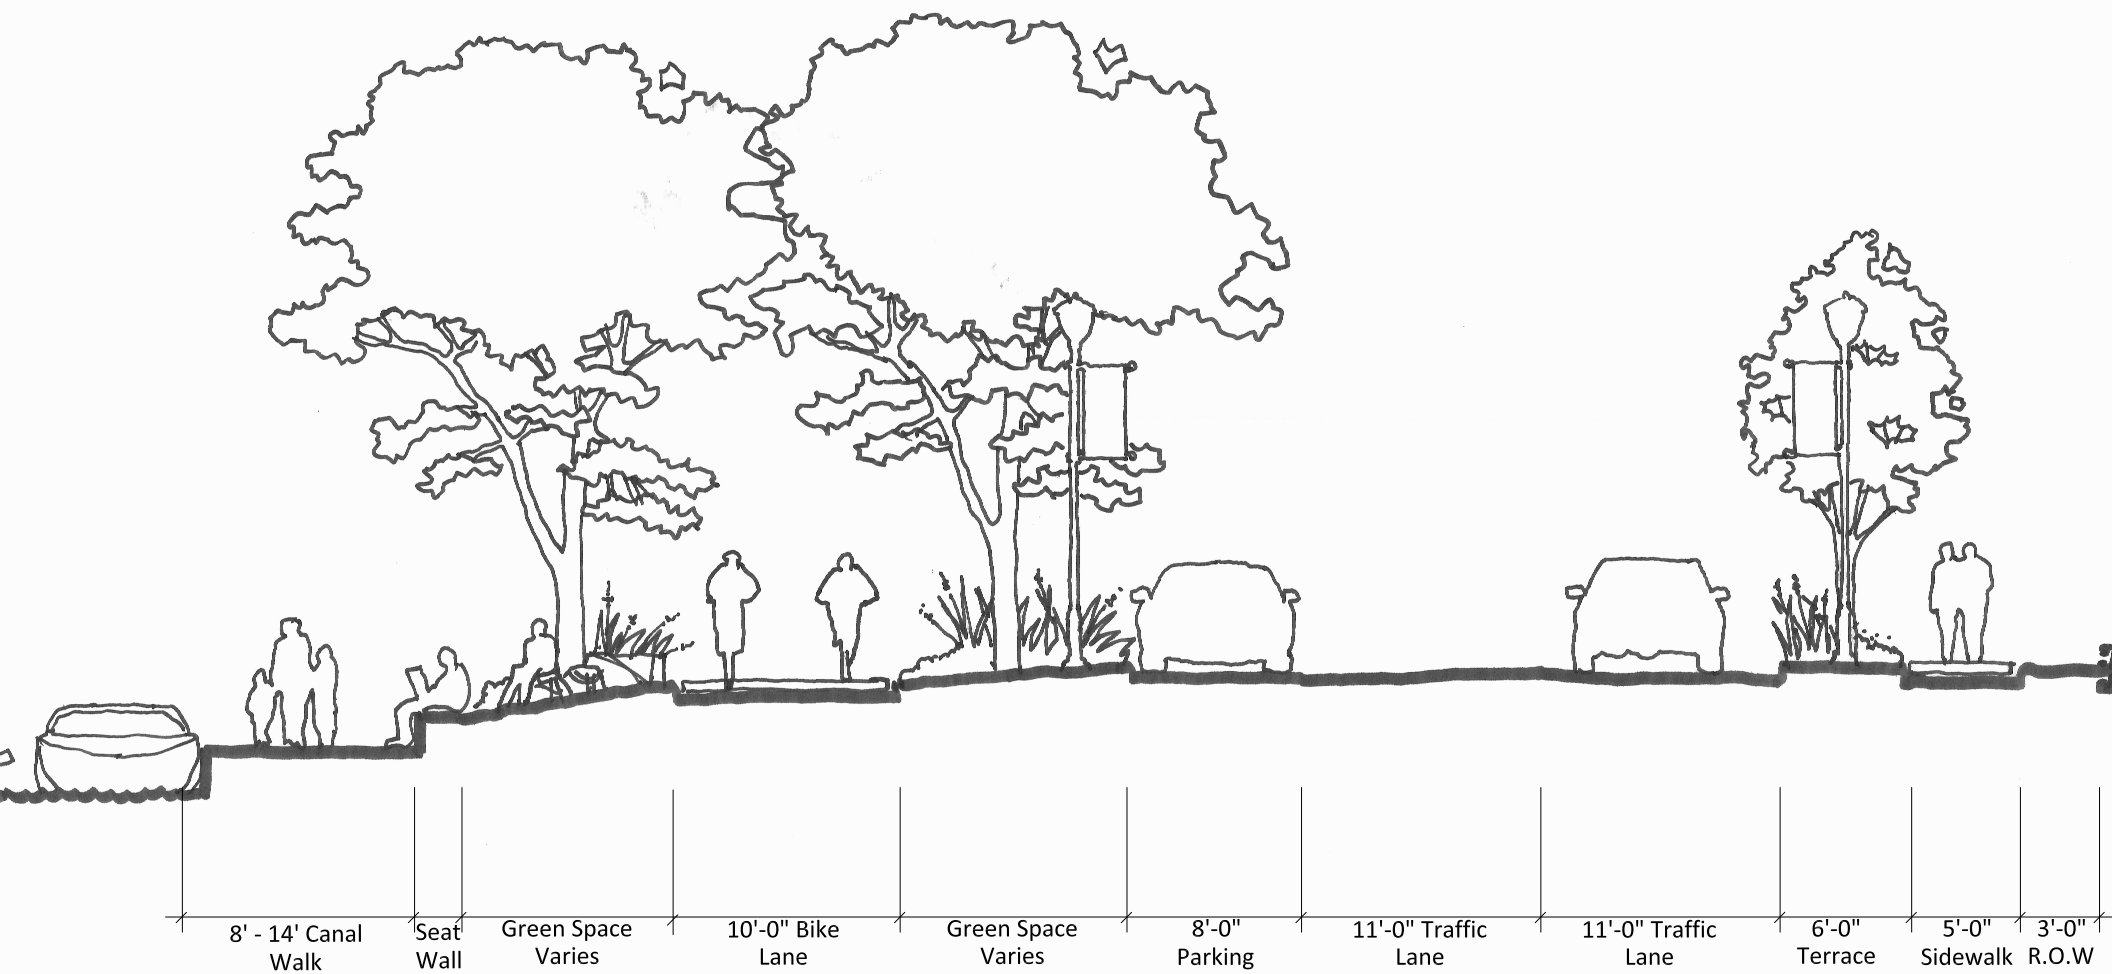 8' - 14' Canal
Walk
Seat
Wall
Green Space
Varies
10'-0" Bike
Lane
Green Space
Varies
8'-0"
Parking
11'-0" Traffic
Lane
11'-0" Traffic
Lane
6'-0"
Terrace
5'-0"
Sidewalk
3'-0"
R.O.W